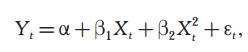 Yₜ = α + β₁Xₜ + β₂Xₜ² + εₜ,